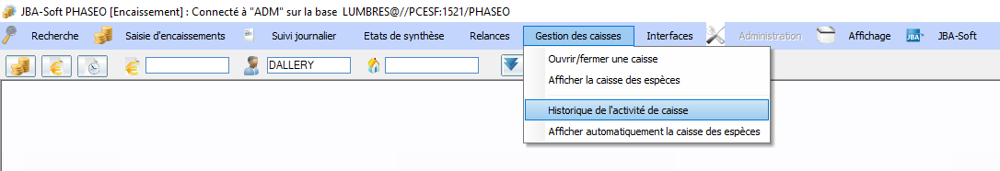 JBA-Soft PHASEO [Encaissement] : Connecté à "ADM" sur la base LUMBRES@//PCESF:1521/PHASEO
Recherche Saisie d'encaissements Suivi journalier Etats de synthèse Relances Gestion des caisses Interfaces Administration Affichage JBA JBA-Soft
DALLERY
Ouvrir/fermer une caisse
Afficher la caisse des espèces
Historique de l'activité de caisse
Afficher automatiquement la caisse des espèces